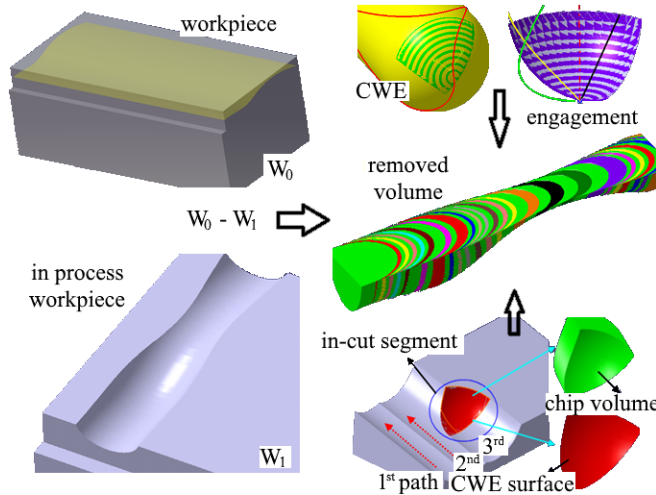 workpiece
W0
CWE
engagement
removed
volume
W0 - W1
in process
workpiece
W1
in-cut segment
chip volume
3rd
2nd
1st path
CWE surface